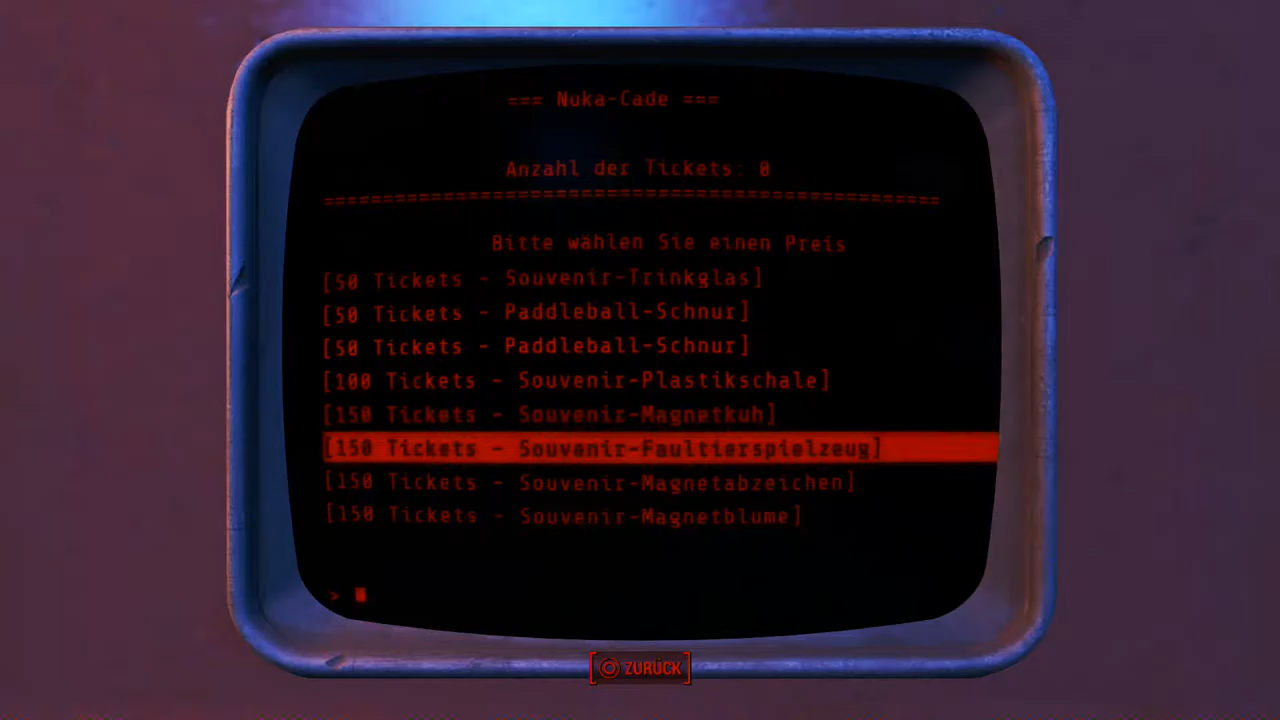 === Nuka-Cade ===
Anzahl der Tickets: 0
===============================================
Bitte wählen Sie einen Preis
[50 Tickets - Souvenir-Trinkglas]
[50 Tickets - Paddleball-Schnur]
[50 Tickets - Paddleball-Schnur]
[100 Tickets - Souvenir-Plastikschale]
[150 Tickets - Souvenir-Magnetkuh]
[150 Tickets - Souvenir-Faultierspielzeug]
[150 Tickets - Souvenir-Magnetabzeichen]
[150 Tickets - Souvenir-Magnetblume]
>
ZURÜCK